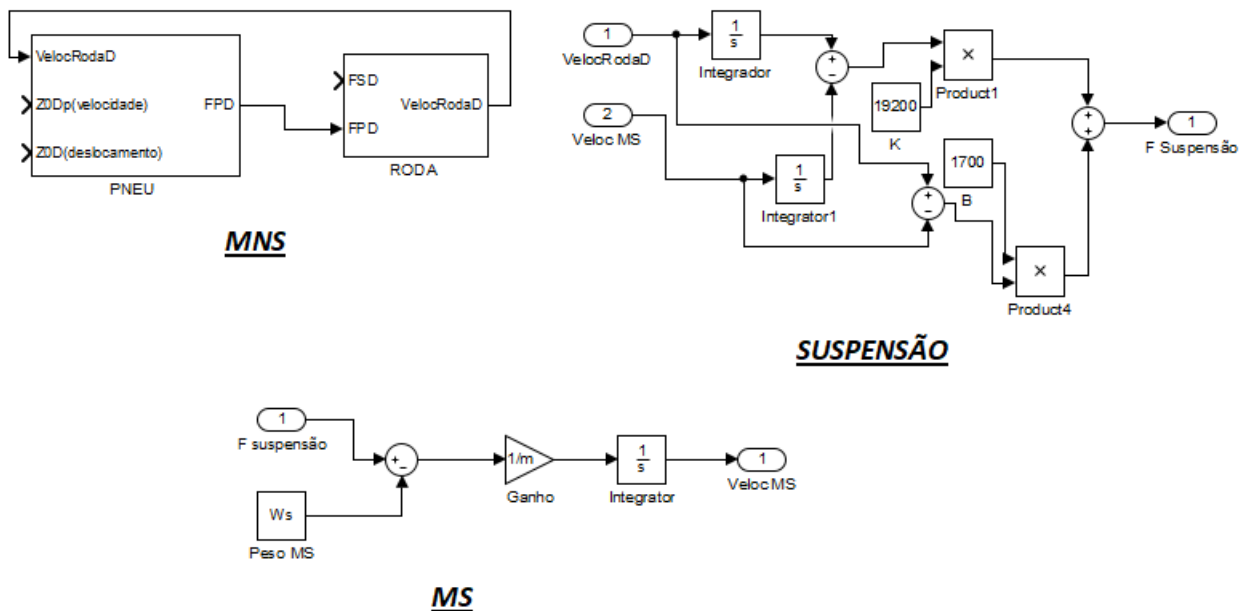 VelocRodaD
Z0Dp(velocidade)
Z0D(deslocamento)
FPD
PNEU
FSD
FPD
VelocRodaD
RODA
MNS
1
VelocRodaD
2
Veloc MS
1
s
Integrador
1
s
Integrator1
+
−
19200
K
×
Product1
+
−
1700
B
×
Product4
+
+
1
F Suspensão
SUSPENSÃO
1
F suspensão
Ws
Peso MS
+
−
1/m
Ganho
1
s
Integrator
1
Veloc MS
MS